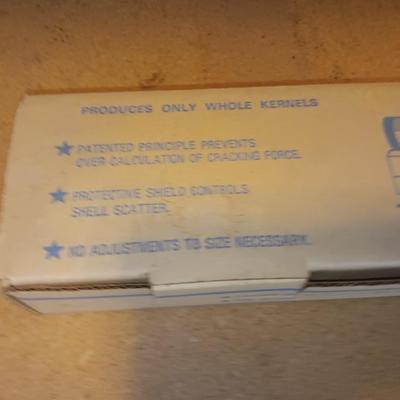 PRODUCES ONLY WHOLE KERNELS
PATENTED PRINCIPLE PREVENTS
OVER CALCULATION OF CRACKING FORCE.
PROTECTIVE SHIELD CONTROLS
SHELL SCATTER.
NO ADJUSTMENTS TO SIZE NECESSARY.